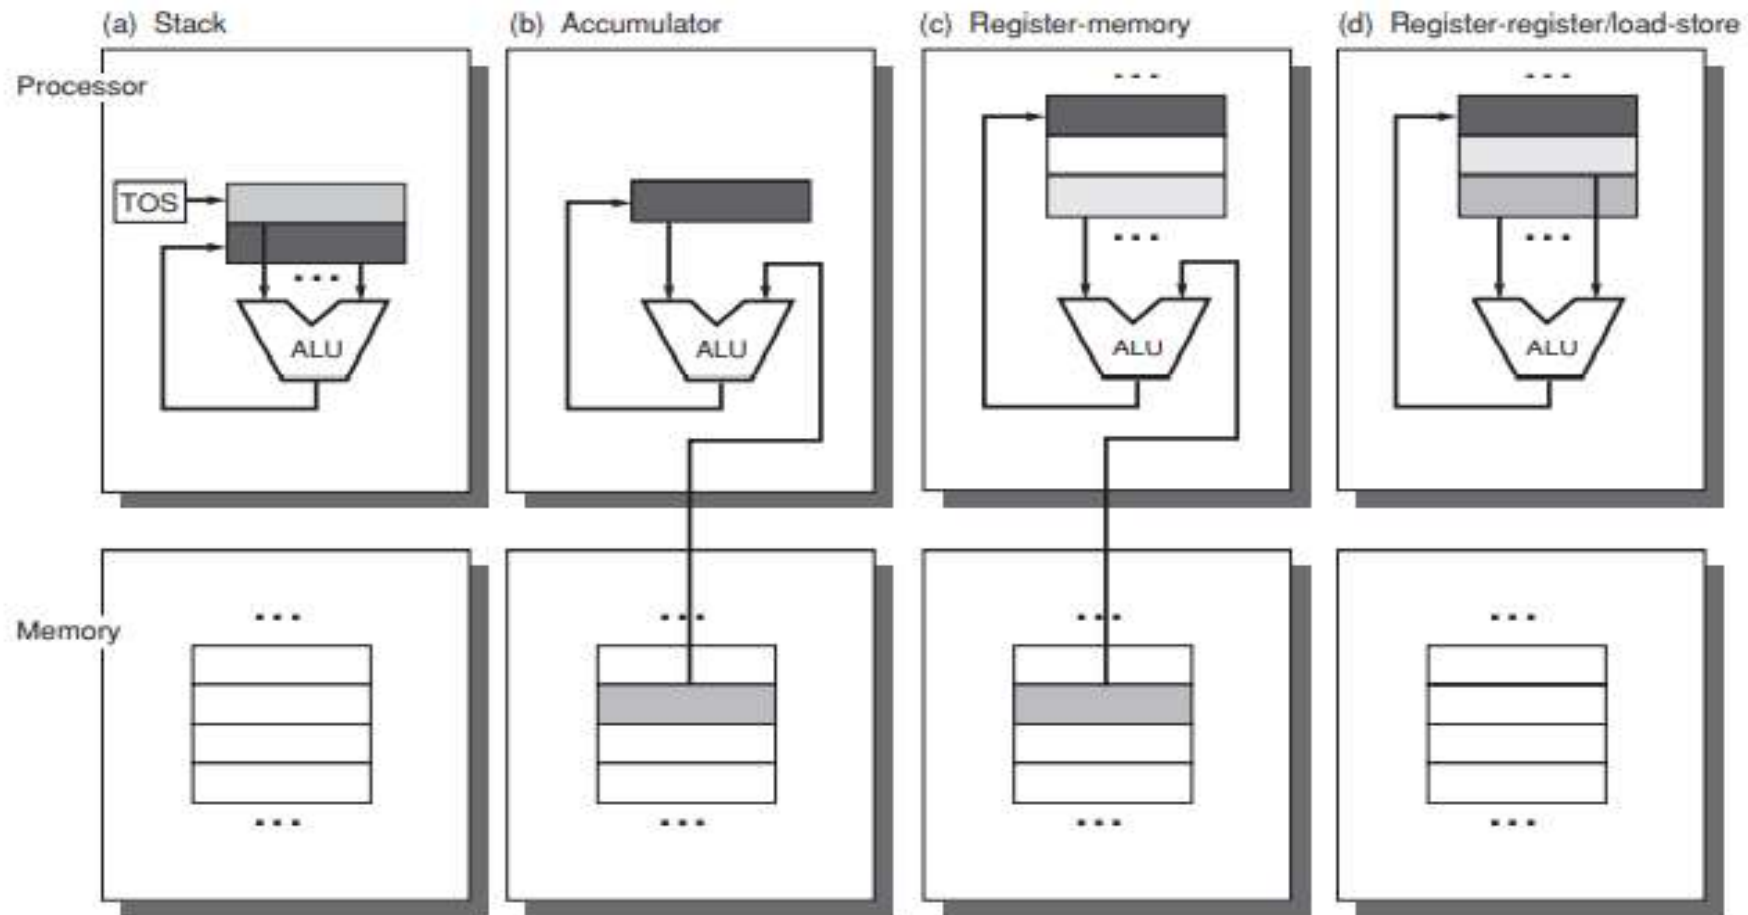 (a) Stack
(b) Accumulator
(c) Register-memory
(d) Register-register/load-store
Processor
...
...
TOS
...
...
...
ALU
ALU
ALU
ALU
Memory
...
...
...
...
...
...
...
...